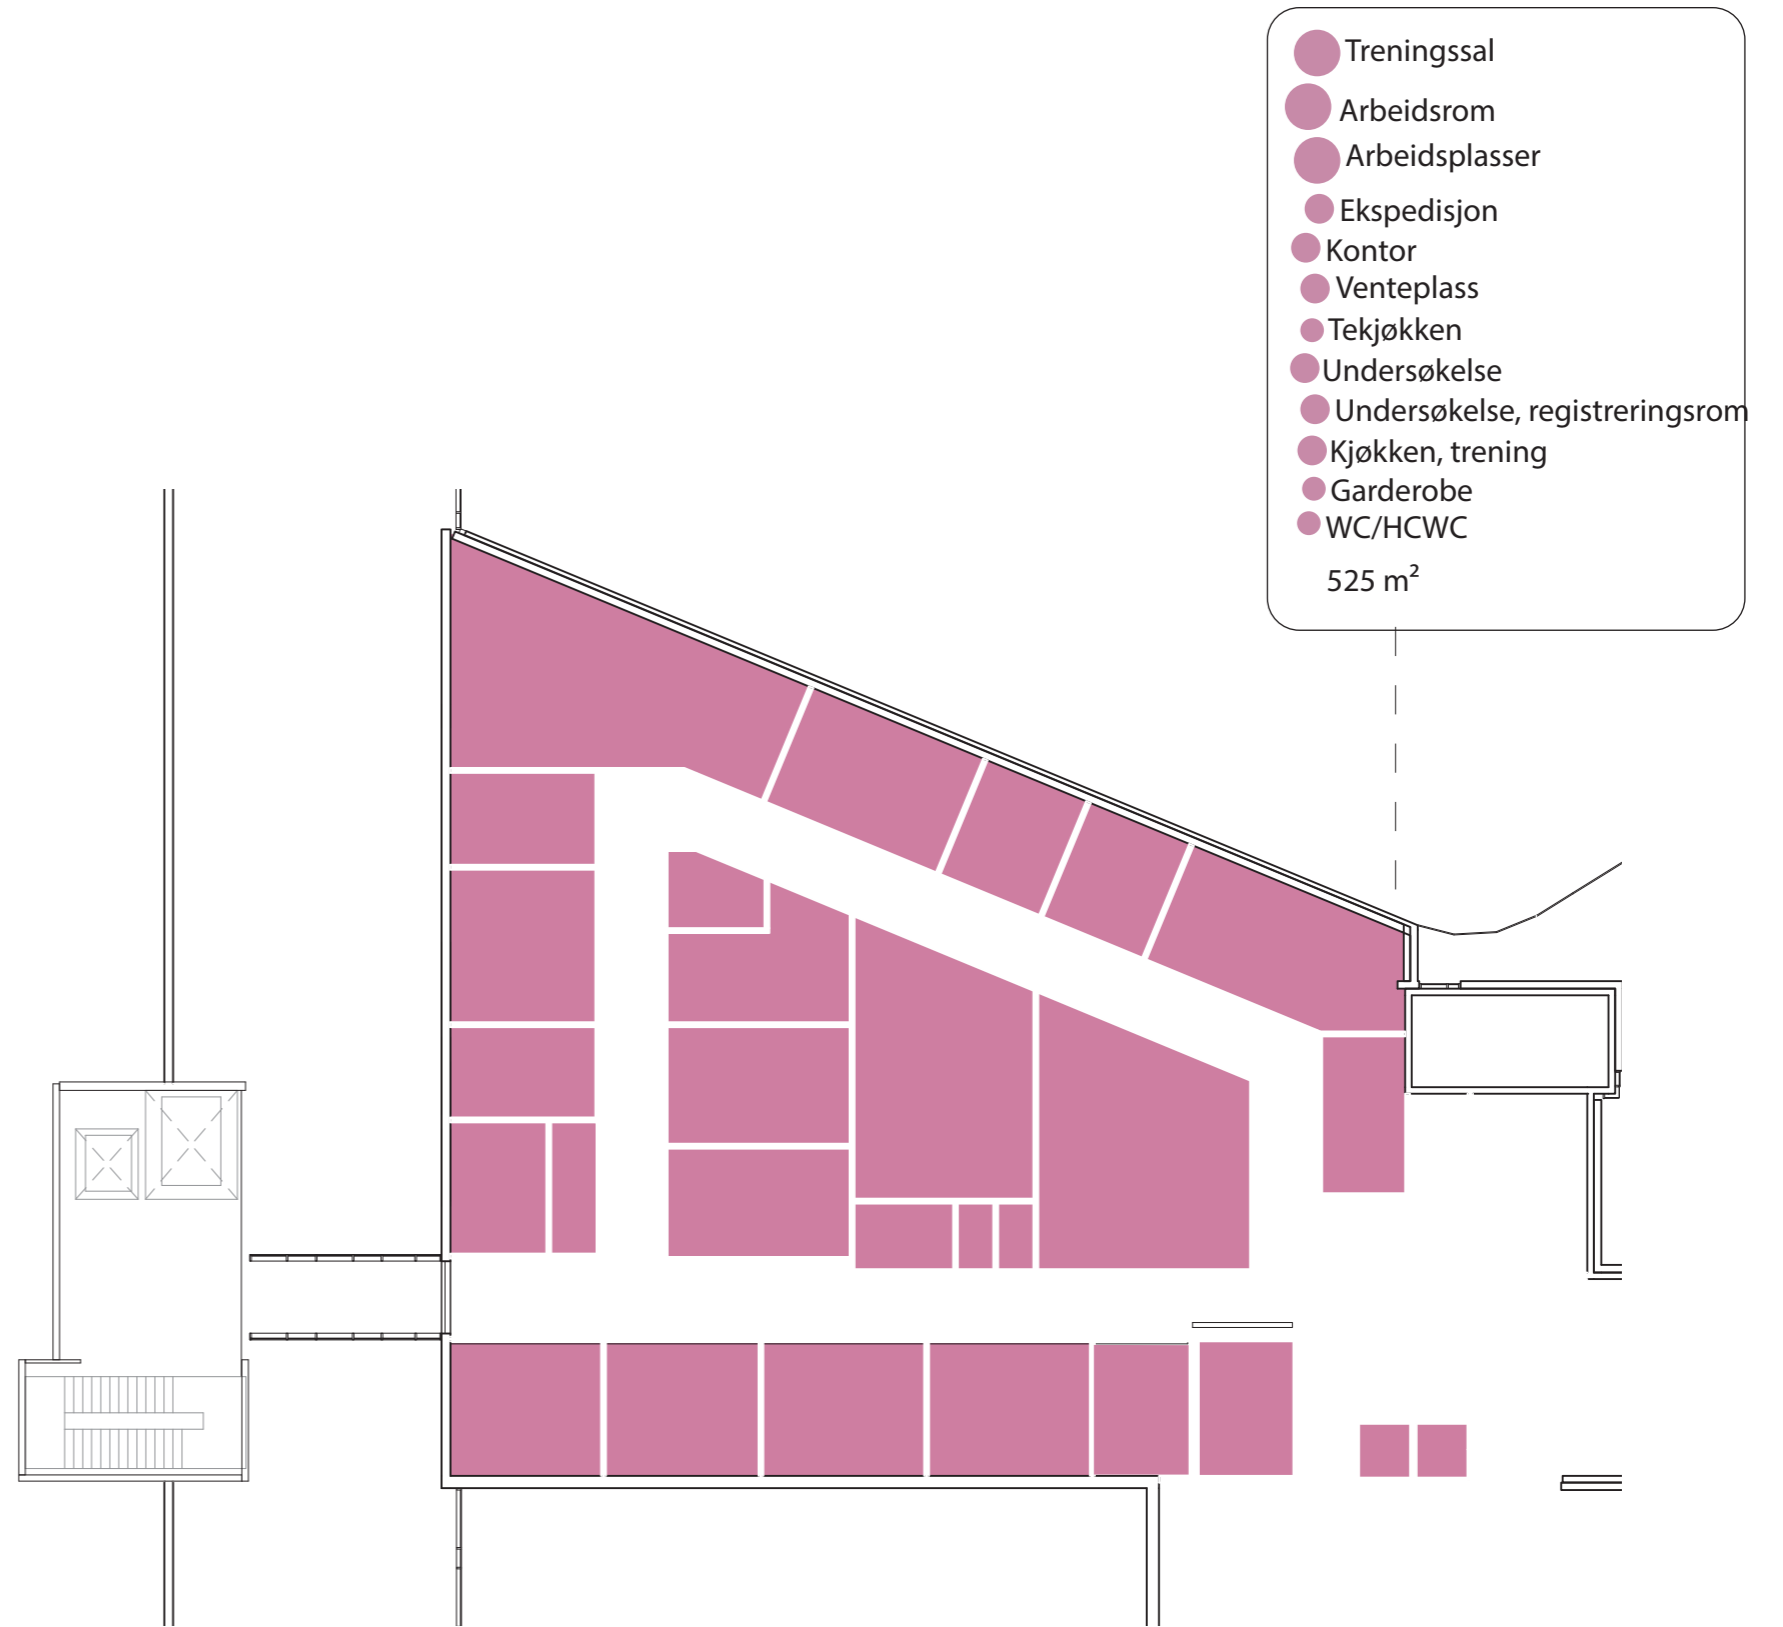 Treningssal
Arbeidsrom
Arbeidsplasser
Ekspedisjon
Kontor
Venteplass
Tekjøkken
Undersøkelse
Undersøkelse, registreringsrom
Kjøkken, trening
Garderobe
WC/HCWC
525 m²